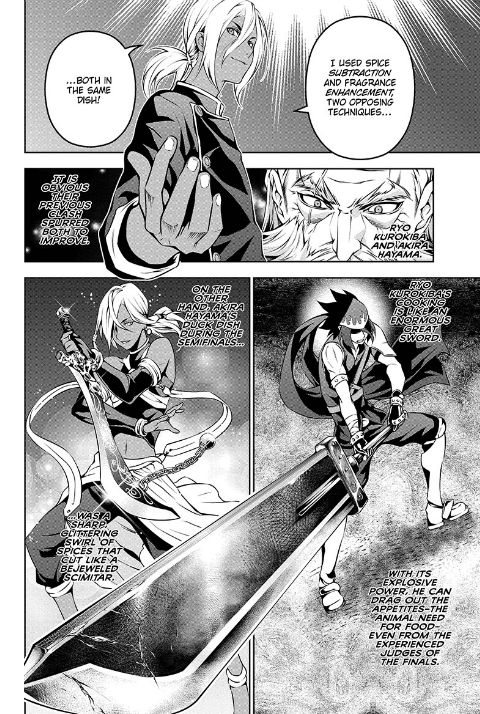 I USED SPICE
SUBTRACTION
AND FRAGRANCE
ENHANCEMENT,
TWO OPPOSING
TECHNIQUES...
...BOTH IN
THE SAME
DISH!
RYO
KUROKIBA
AND AKIRA
HAYAMA.
IT IS
OBVIOUS
THEIR
PREVIOUS
CLASH
SPURRED
BOTH TO
IMPROVE.
RYO
KUROKIBA'S
COOKING
IS LIKE AN
ENORMOUS
GREAT
SWORD.
WITH HIS
EXPLOSIVE
POWER, HE CAN
DRAG OUT THE
APPETITES–THE
ANIMAL NEED
FOR FOOD–
EVEN FROM THE
EXPERIENCED
JUDGES OF
THE FINALS.
ON THE
OTHER
HAND, AKIRA
HAYAMA'S
DUCK DISH
DURING THE
SEMIFINALS...
...WAS A
SHARP,
GLITTERING
SWIRL OF
SPICES THAT
CUT LIKE A
BEJEWELED
SCIMITAR.